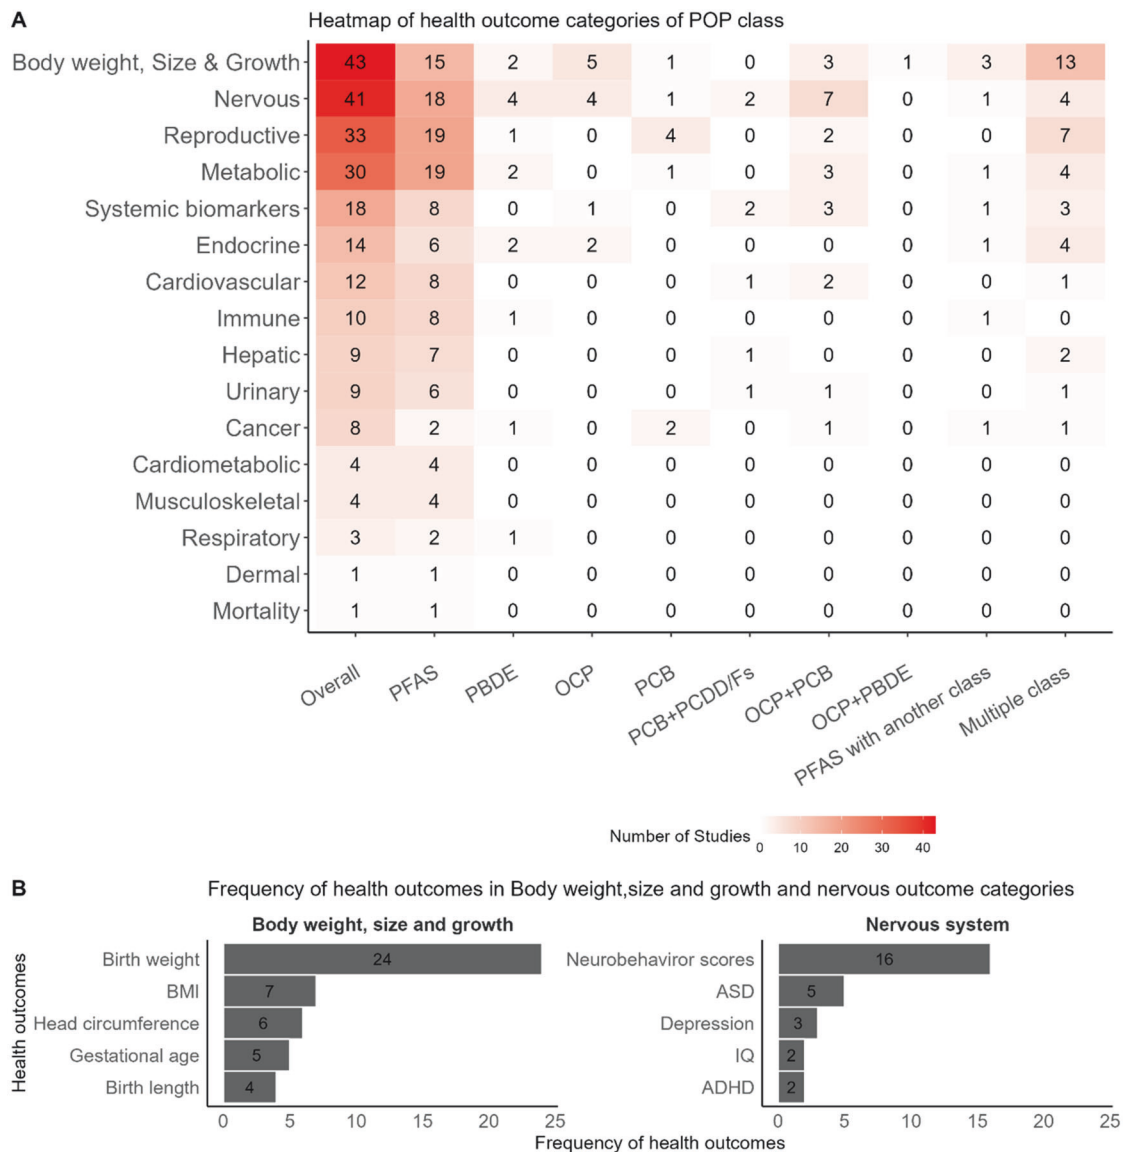 A
Heatmap of health outcome categories of POP class
Body weight, Size & Growth 43 15 2 5 1 0 3 1 3 13
Nervous 41 18 4 4 1 2 7 0 1 4
Reproductive 33 19 1 0 4 0 2 0 0 7
Metabolic 30 19 2 0 1 0 3 0 1 4
Systemic biomarkers 18 8 0 1 0 2 3 0 1 3
Endocrine 14 6 2 2 0 0 0 0 1 4
Cardiovascular 12 8 0 0 0 1 2 0 0 1
Immune 10 8 1 0 0 0 0 0 1 0
Hepatic 9 7 0 0 0 1 0 0 0 2
Urinary 9 6 0 0 0 1 1 0 0 1
Cancer 8 2 1 0 2 0 1 0 1 1
Cardiometabolic 4 4 0 0 0 0 0 0 0 0
Musculoskeletal 4 4 0 0 0 0 0 0 0 0
Respiratory 3 2 1 0 0 0 0 0 0 0
Dermal 1 1 0 0 0 0 0 0 0 0
Mortality 1 1 0 0 0 0 0 0 0 0
Overall PFAS PBDE OCP PCB PCB+PCDD/Fs OCP+PCB OCP+PBDE PFAS with another class Multiple class
Number of Studies
0 10 20 30 40
B
Frequency of health outcomes in Body weight,size and growth and nervous outcome categories
Body weight, size and growth
Health outcomes
Birth weight 24
BMI 7
Head circumference 6
Gestational age 5
Birth length 4
0 5 10 15 20 25
Nervous system
Neurobehaviror scores 16
ASD 5
Depression 3
IQ 2
ADHD 2
0 5 10 15 20 25
Frequency of health outcomes